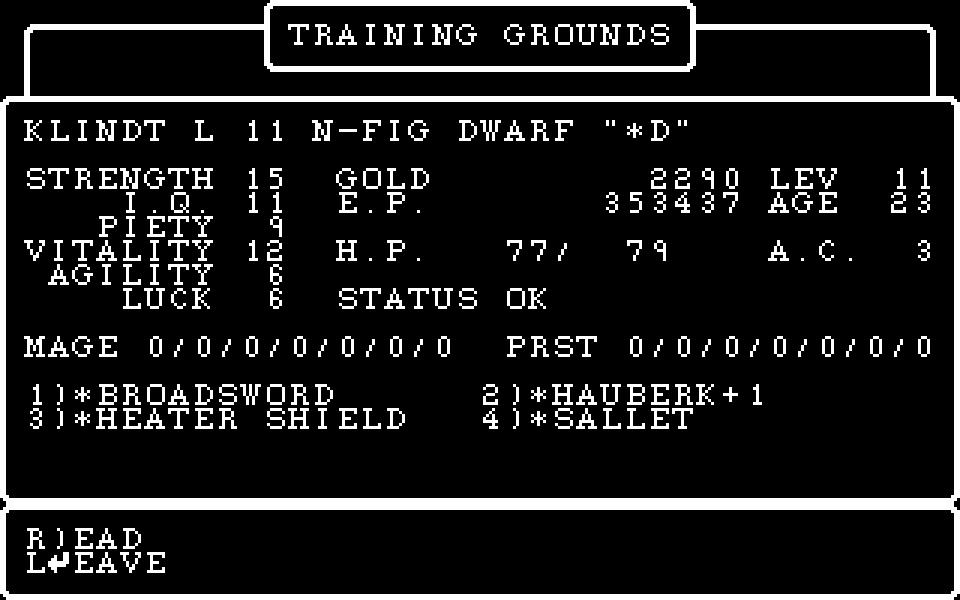 TRAINING GROUNDS
KLINDT L 11 N-FIG DWARF "*D"
STRENGTH 15 GOLD 2290 LEV 11
I.Q. 11 E.P. 353437 AGE 23
PIETY 9
VITALITY 12 H.P. 77/ 79 A.C. 3
AGILITY 6
LUCK 6 STATUS OK
MAGE 0/0/0/0/0/0/0 PRST 0/0/0/0/0/0/0
1)*BROADSWORD 2)*HAUBERK+1
3)*HEATER SHIELD 4)*SALLET
R)EAD
L↵EAVE